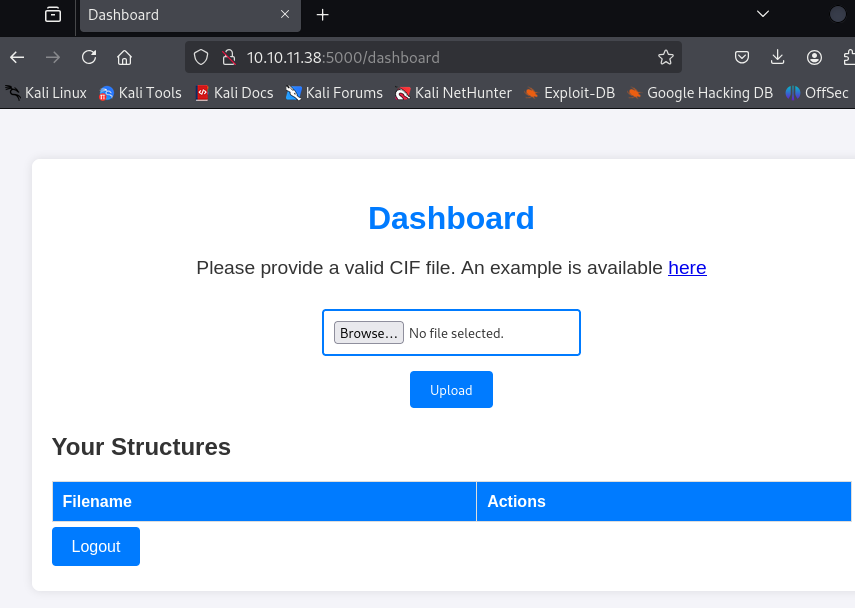 Dashboard
10.10.11.38:5000/dashboard
Kali Linux Kali Tools Kali Docs Kali Forums Kali NetHunter Exploit-DB Google Hacking DB OffSec
Dashboard
Please provide a valid CIF file. An example is available here
Browse... No file selected.
Upload
Your Structures
Filename Actions
Logout